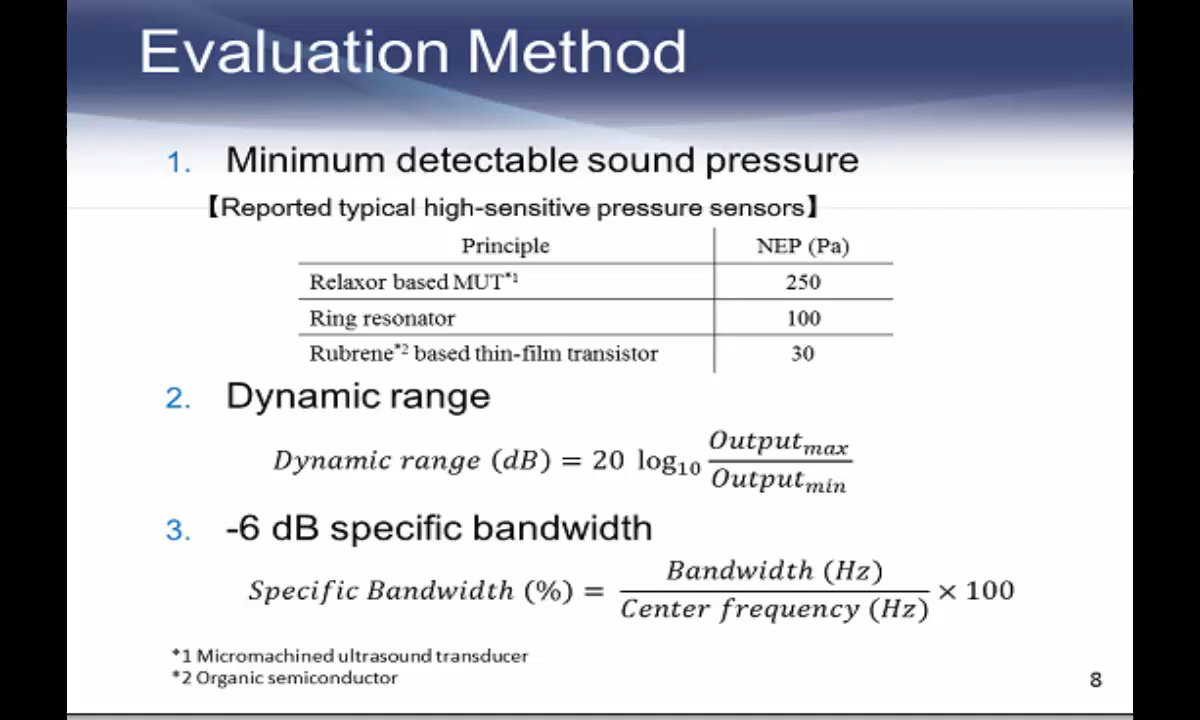 Evaluation Method
1. Minimum detectable sound pressure
【Reported typical high-sensitive pressure sensors】
Principle NEP (Pa)
Relaxor based MUT*1 250
Ring resonator 100
Rubrene*2 based thin-film transistor 30
2. Dynamic range
Dynamic range (dB) = 20 log10 Outputmax / Outputmin
3. -6 dB specific bandwidth
Specific Bandwidth (%) = Bandwidth (Hz) / Center frequency (Hz) × 100
*1 Micromachined ultrasound transducer
*2 Organic semiconductor
8